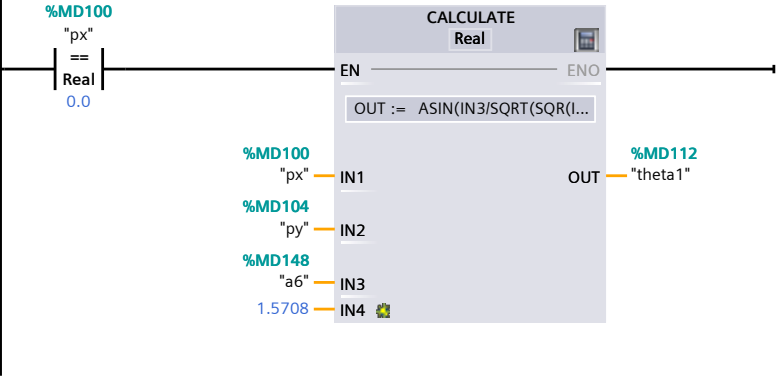 %MD100
"px"
==
Real
0.0
CALCULATE
Real
EN
ENO
OUT := ASIN(IN3/SQRT(SQR(I...
%MD100
"px"
IN1
%MD104
"py"
IN2
%MD148
"a6"
IN3
1.5708
IN4
OUT
%MD112
"theta1"